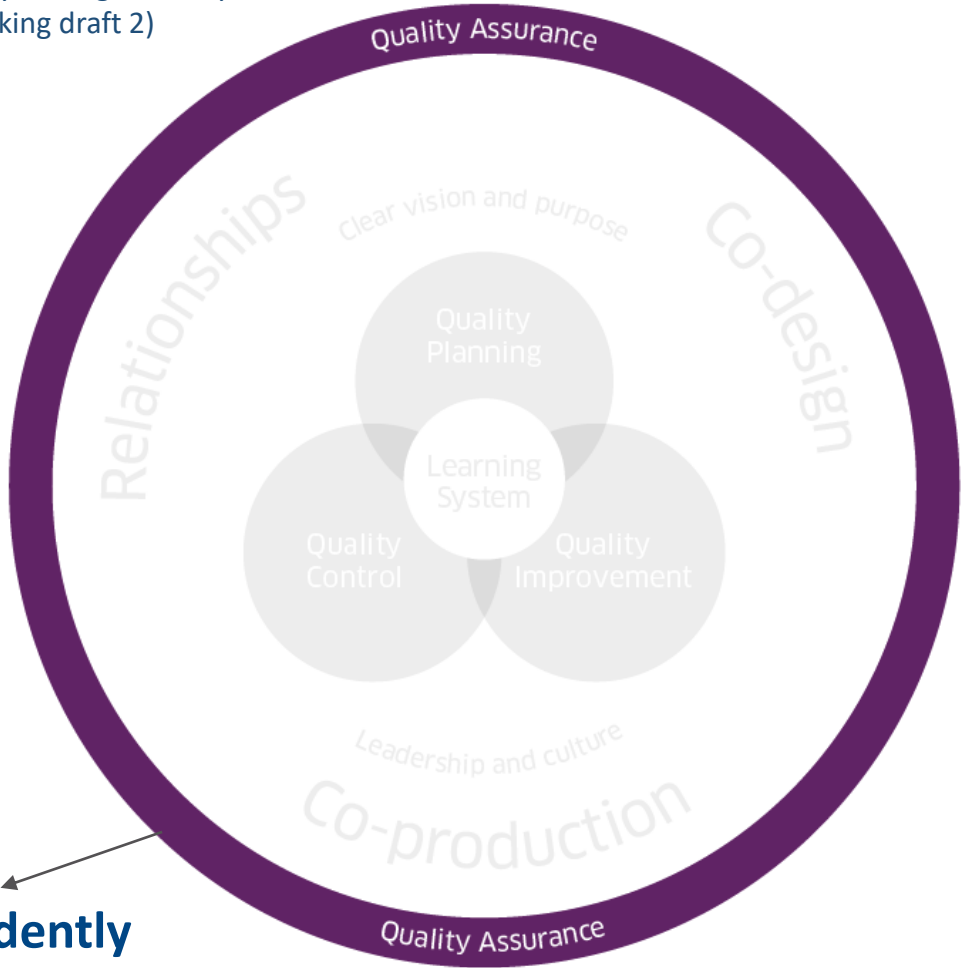 king draft 2)
Quality Assurance
Clear vision and purpose
Relationships
Co-design
Quality
Planning
Learning
System
Quality
Control
Quality
Improvement
Leadership and culture
Co-production
dently
Quality Assurance